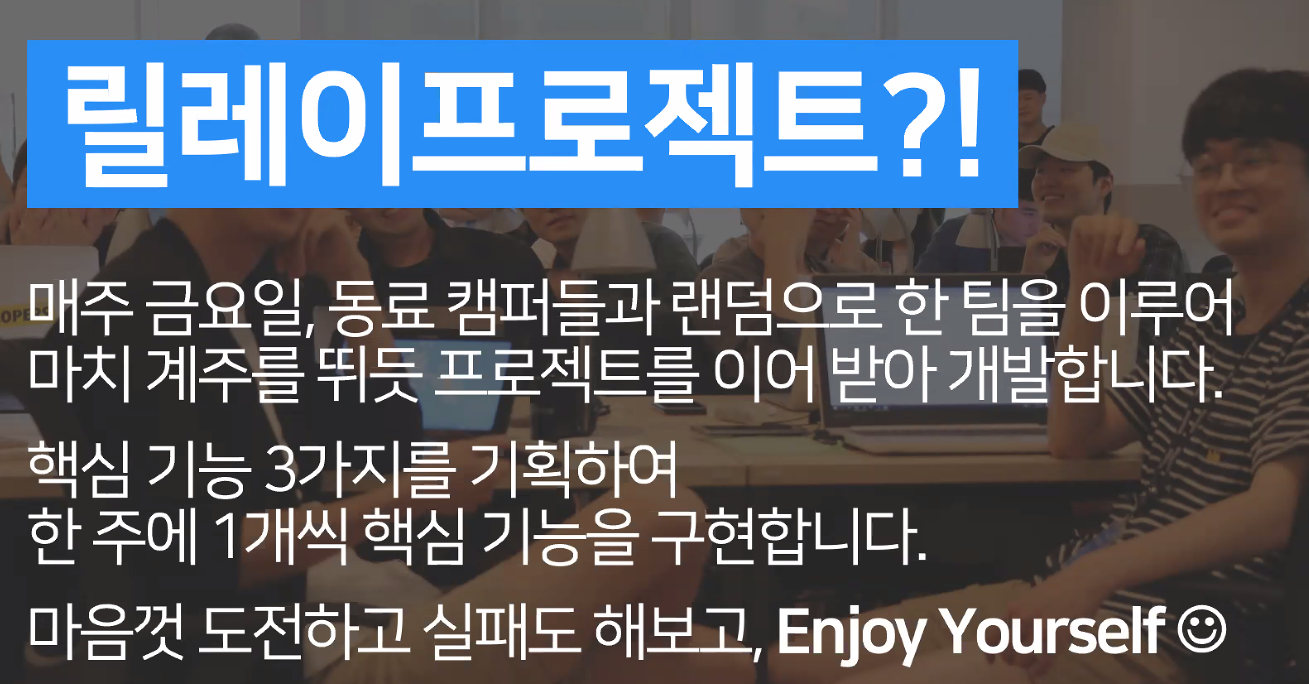 릴레이프로젝트?!
매주 금요일, 동료 캠퍼들과 랜덤으로 한 팀을 이루어
마치 계주를 뛰듯 프로젝트를 이어 받아 개발합니다.
핵심 기능 3가지를 기획하여
한 주에 1개씩 핵심 기능을 구현합니다.
마음껏 도전하고 실패도 해보고, Enjoy Yourself ☺